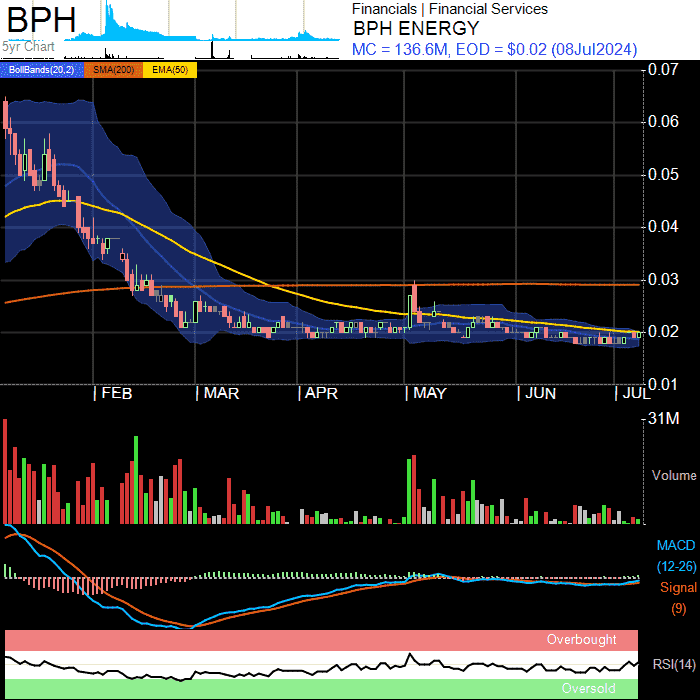 BPH
5yr Chart
Financials | Financial Services
BPH ENERGY
MC = 136.6M, EOD = $0.02 (08Jul2024)
BollBands(20,2) SMA(200) EMA(50)
0.07
0.06
0.05
0.04
0.03
0.02
0.01
| FEB | MAR | APR | MAY | JUN | JUL
31M
Volume
MACD
(12-26)
Signal
(9)
Overbought
RSI(14)
Oversold